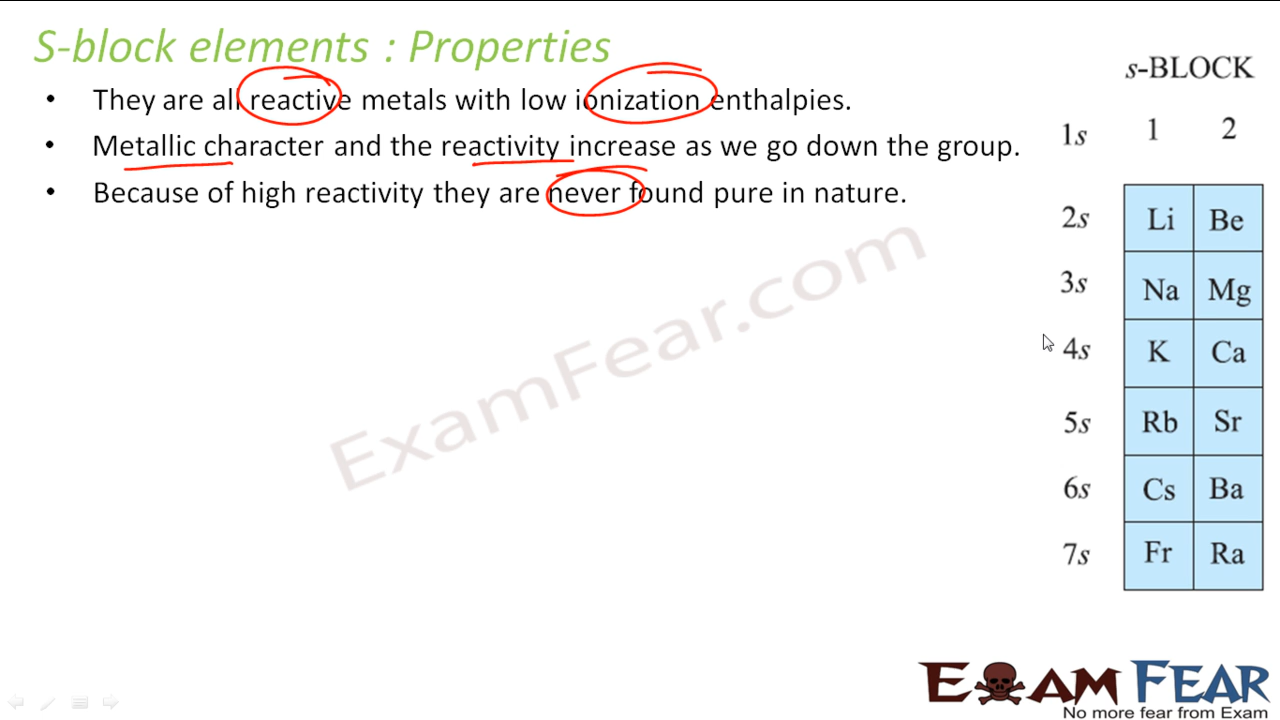 S-block elements : Properties
• They are all reactive metals with low ionization enthalpies.
• Metallic character and the reactivity increase as we go down the group.
• Because of high reactivity they are never found pure in nature.
s-BLOCK
1s 1 2
2s Li Be
3s Na Mg
4s K Ca
5s Rb Sr
6s Cs Ba
7s Fr Ra
ExamFear.com
EXAM FEAR
No more fear from Exam